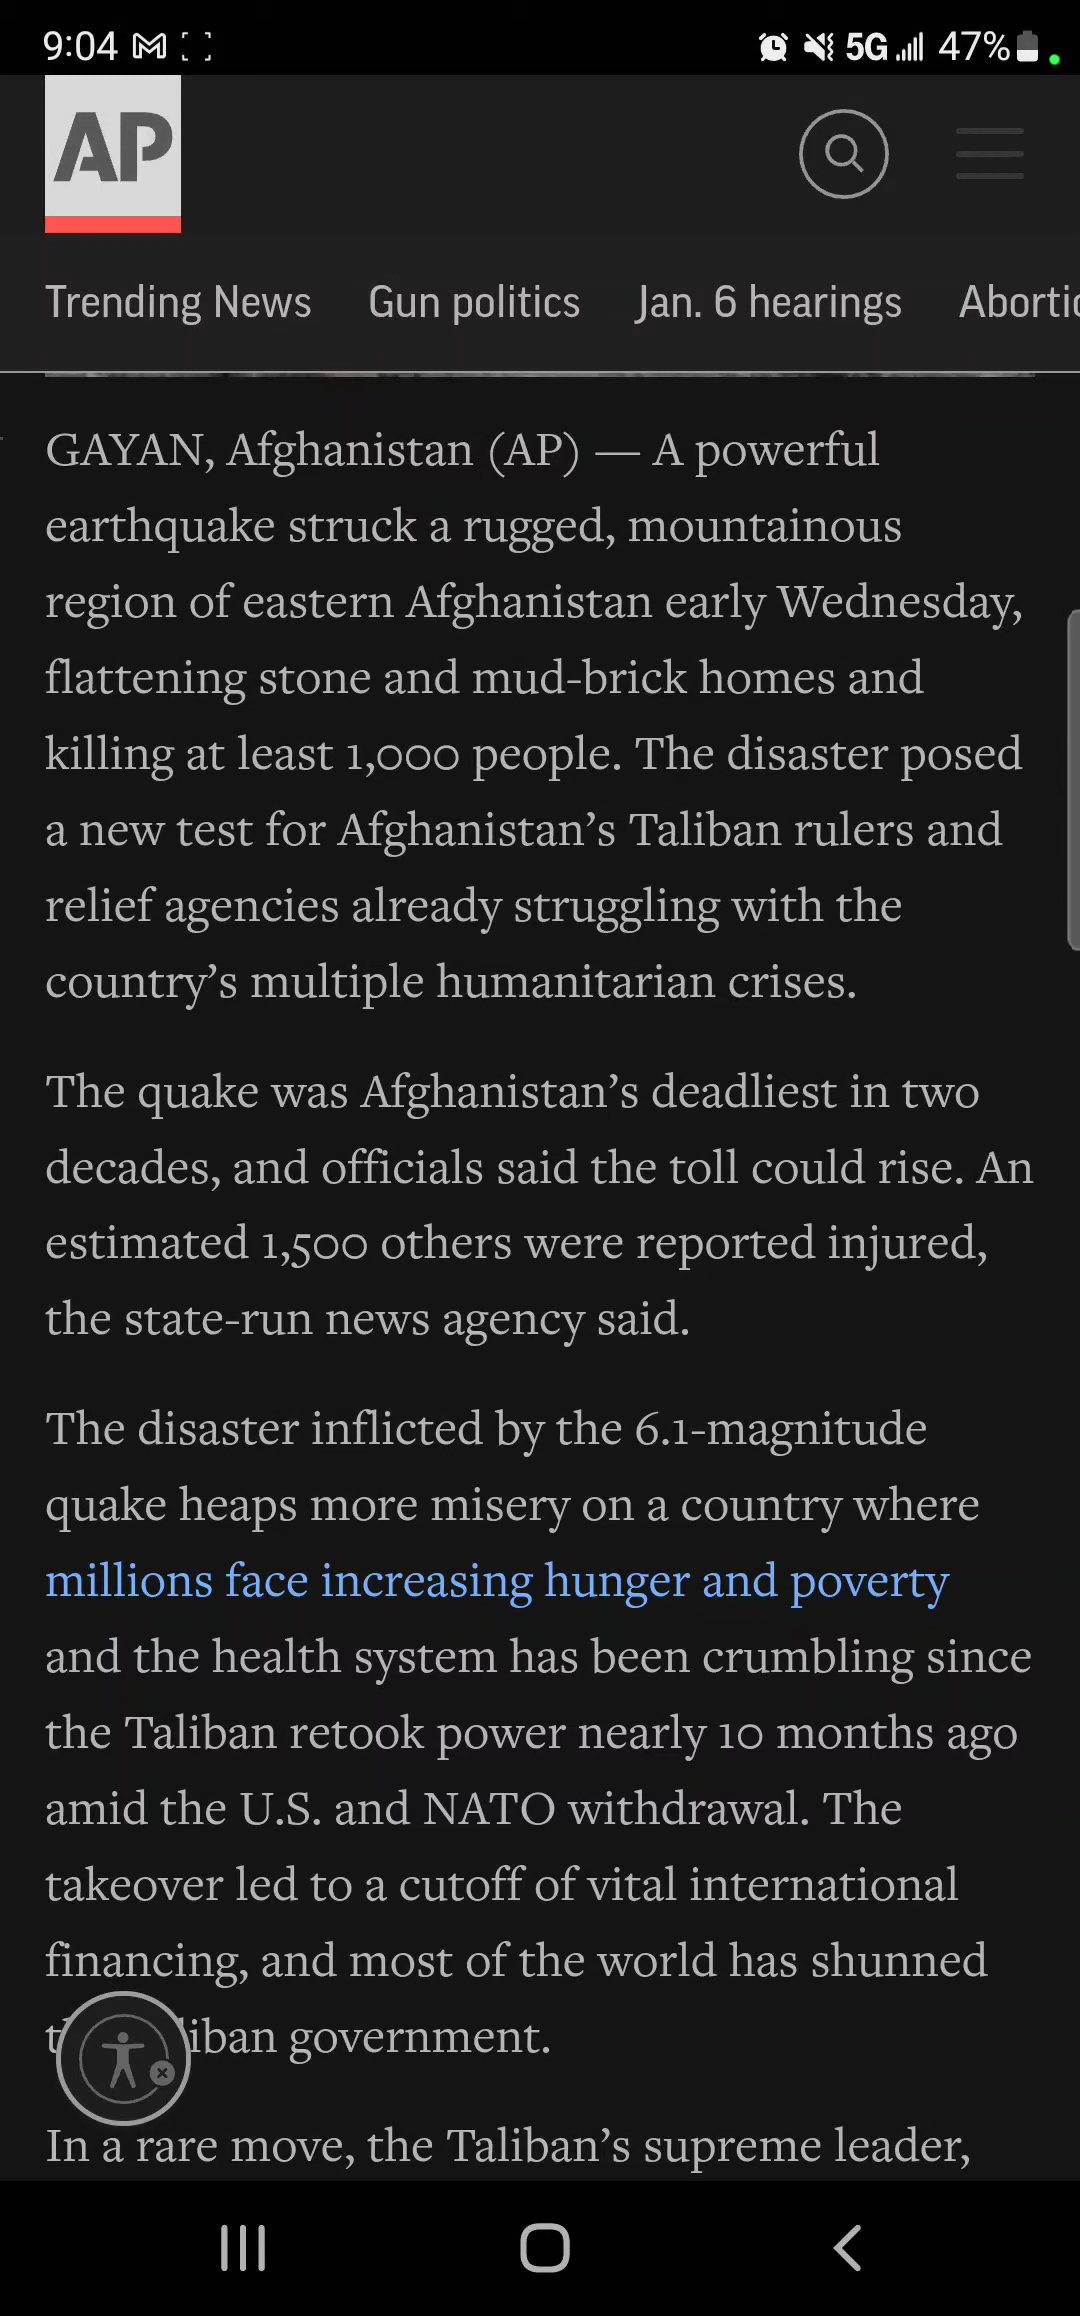 9:04 5G 47%
AP
Trending News Gun politics Jan. 6 hearings
GAYAN, Afghanistan (AP) — A powerful
earthquake struck a rugged, mountainous
region of eastern Afghanistan early Wednesday,
flattening stone and mud-brick homes and
killing at least 1,000 people. The disaster posed
a new test for Afghanistan’s Taliban rulers and
relief agencies already struggling with the
country’s multiple humanitarian crises.
The quake was Afghanistan’s deadliest in two
decades, and officials said the toll could rise. An
estimated 1,500 others were reported injured,
the state-run news agency said.
The disaster inflicted by the 6.1-magnitude
quake heaps more misery on a country where
millions face increasing hunger and poverty
and the health system has been crumbling since
the Taliban retook power nearly 10 months ago
amid the U.S. and NATO withdrawal. The
takeover led to a cutoff of vital international
financing, and most of the world has shunned
government.
In a rare move, the Taliban’s supreme leader,